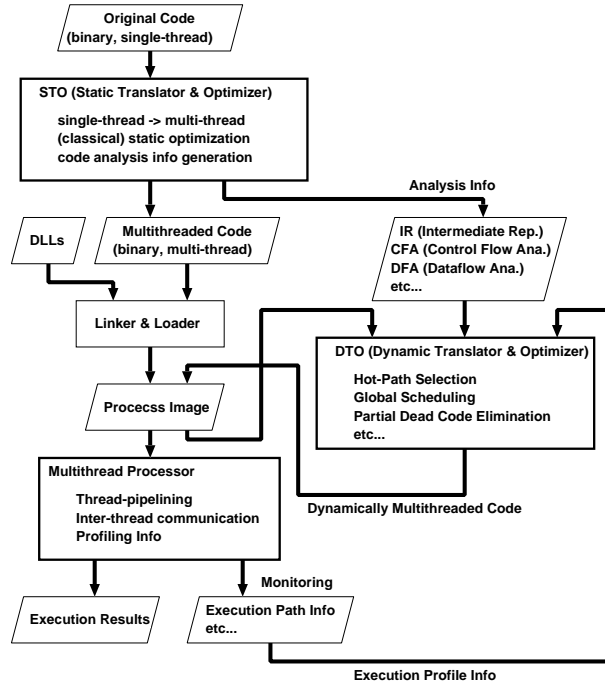 Original Code
(binary, single-thread)
STO (Static Translator & Optimizer)
single-thread -> multi-thread
(classical) static optimization
code analysis info generation
Analysis Info
DLLs
Multithreaded Code
(binary, multi-thread)
IR (Intermediate Rep.)
CFA (Control Flow Ana.)
DFA (Dataflow Ana.)
etc...
Linker & Loader
DTO (Dynamic Translator & Optimizer)
Hot-Path Selection
Global Scheduling
Partial Dead Code Elimination
etc...
Procecss Image
Multithread Processor
Thread-pipelining
Inter-thread communication
Profiling Info
Dynamically Multithreaded Code
Monitoring
Execution Results
Execution Path Info
etc...
Execution Profile Info